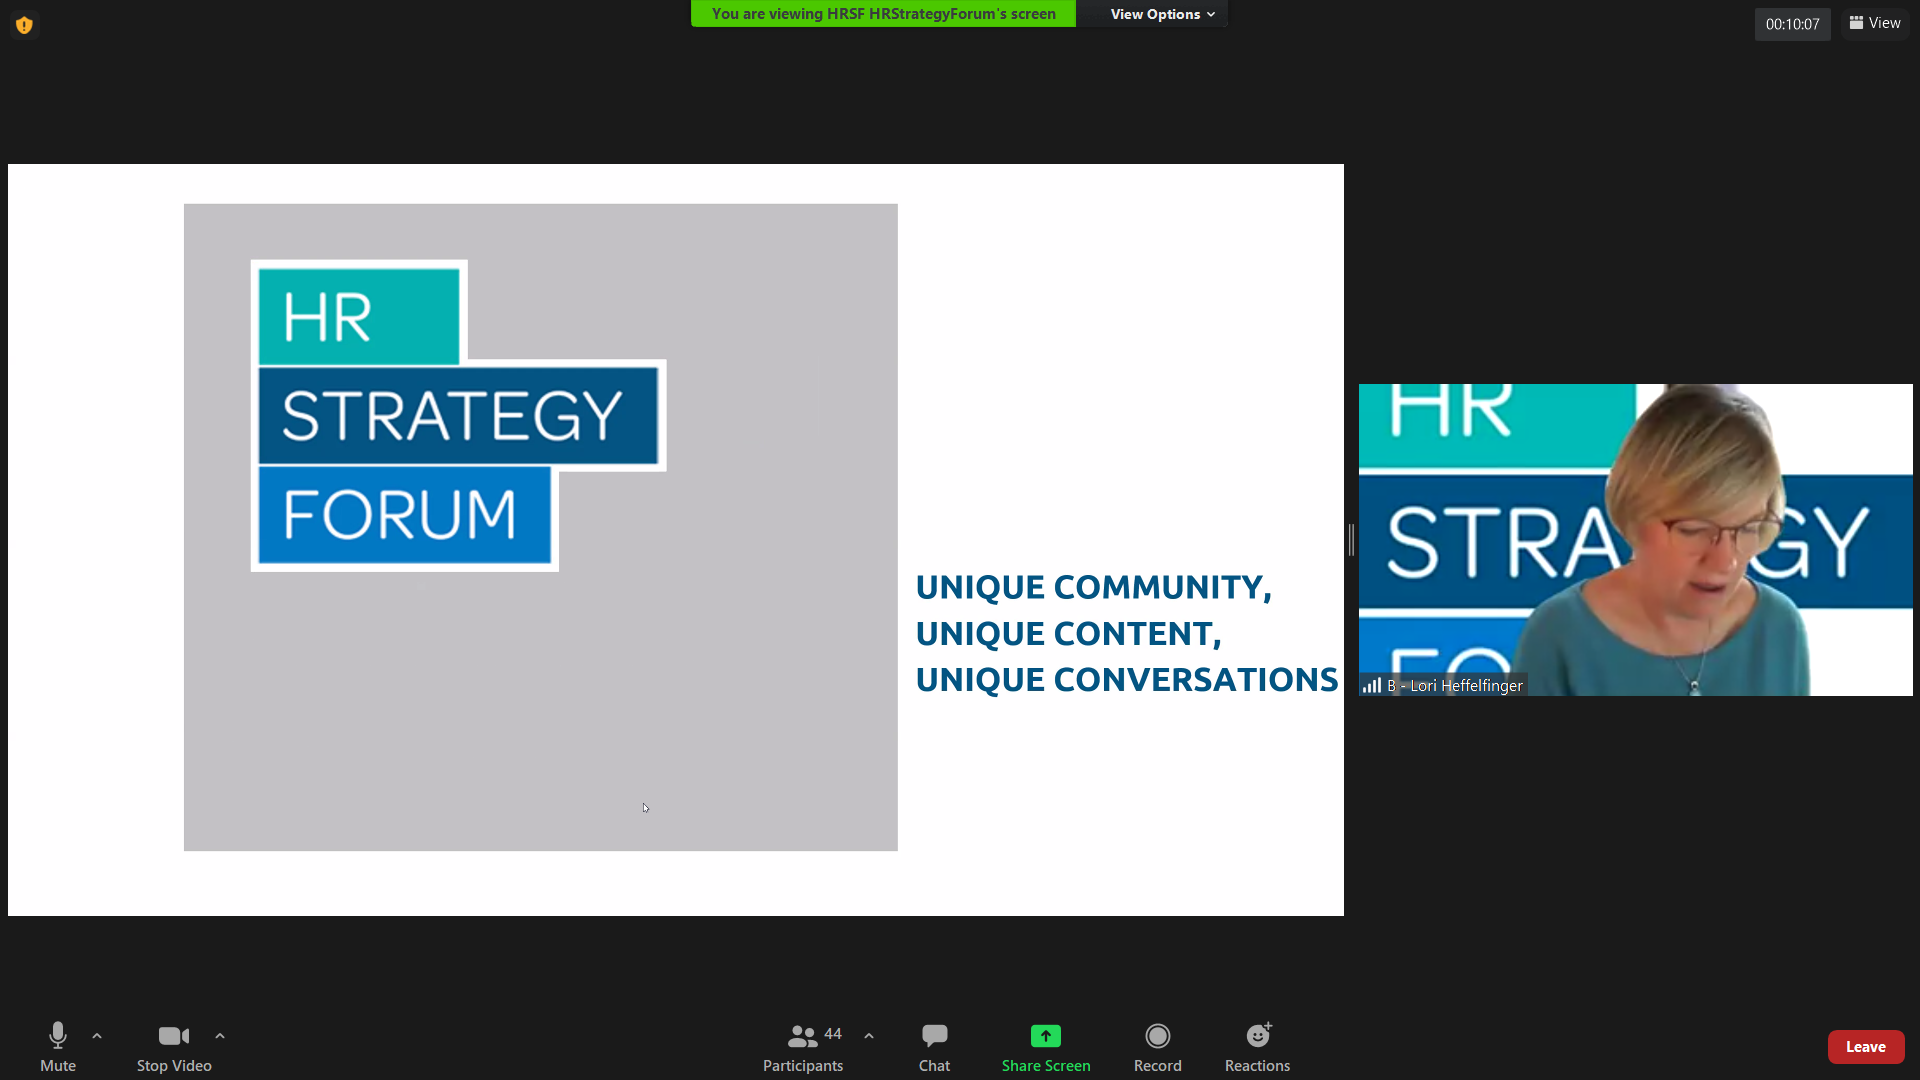 You are viewing HRSF HRStrategyForum's screen
View Options
00:10:07
View
HR
STRATEGY
FORUM
UNIQUE COMMUNITY,
UNIQUE CONTENT,
UNIQUE CONVERSATIONS
HR
STRA GY
FO
B - Lori Heffelfinger
Mute
Stop Video
44
Participants
Chat
Share Screen
Record
Reactions
Leave